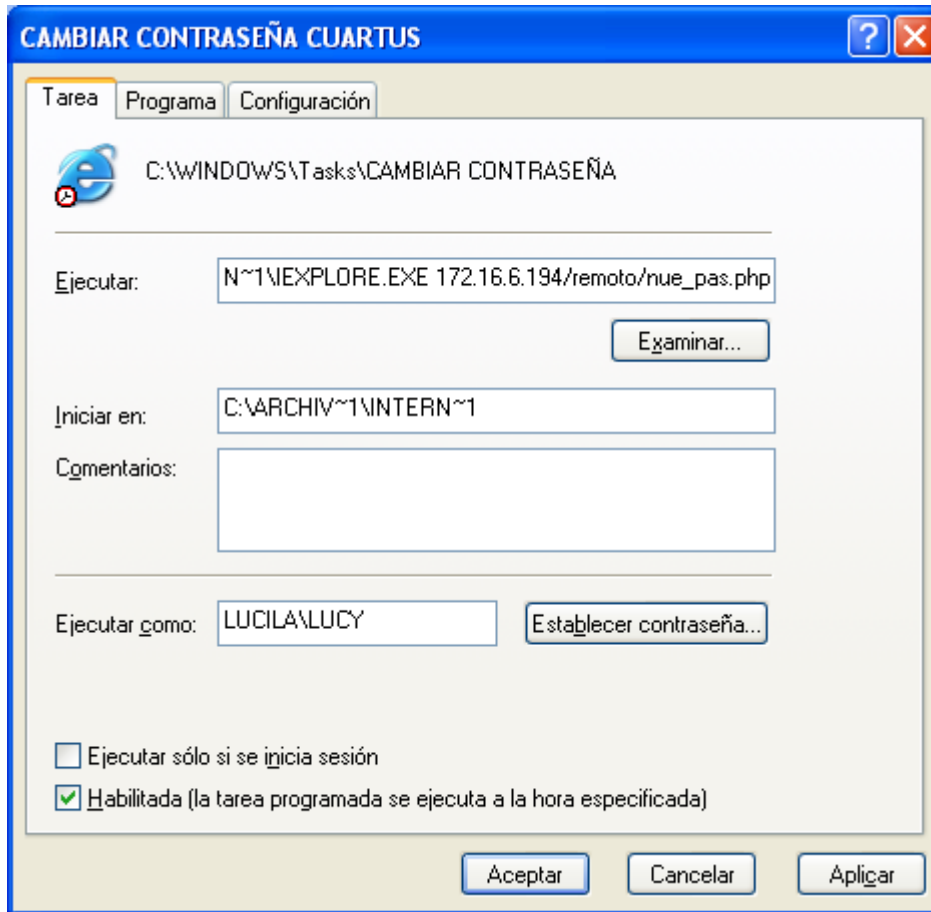 CAMBIAR CONTRASEÑA CUARTUS
Tarea Programa Configuración
C:\WINDOWS\Tasks\CAMBIAR CONTRASEÑA
Ejecutar: N~1\IEXPLORE.EXE 172.16.6.194/remoto/nue_pas.php
Examinar...
Iniciar en: C:\ARCHIV~1\INTERN~1
Comentarios:
Ejecutar como: LUCILA\LUCY Establecer contraseña...
Ejecutar sólo si se inicia sesión
Habilitada (la tarea programada se ejecuta a la hora especificada)
Aceptar Cancelar Aplicar